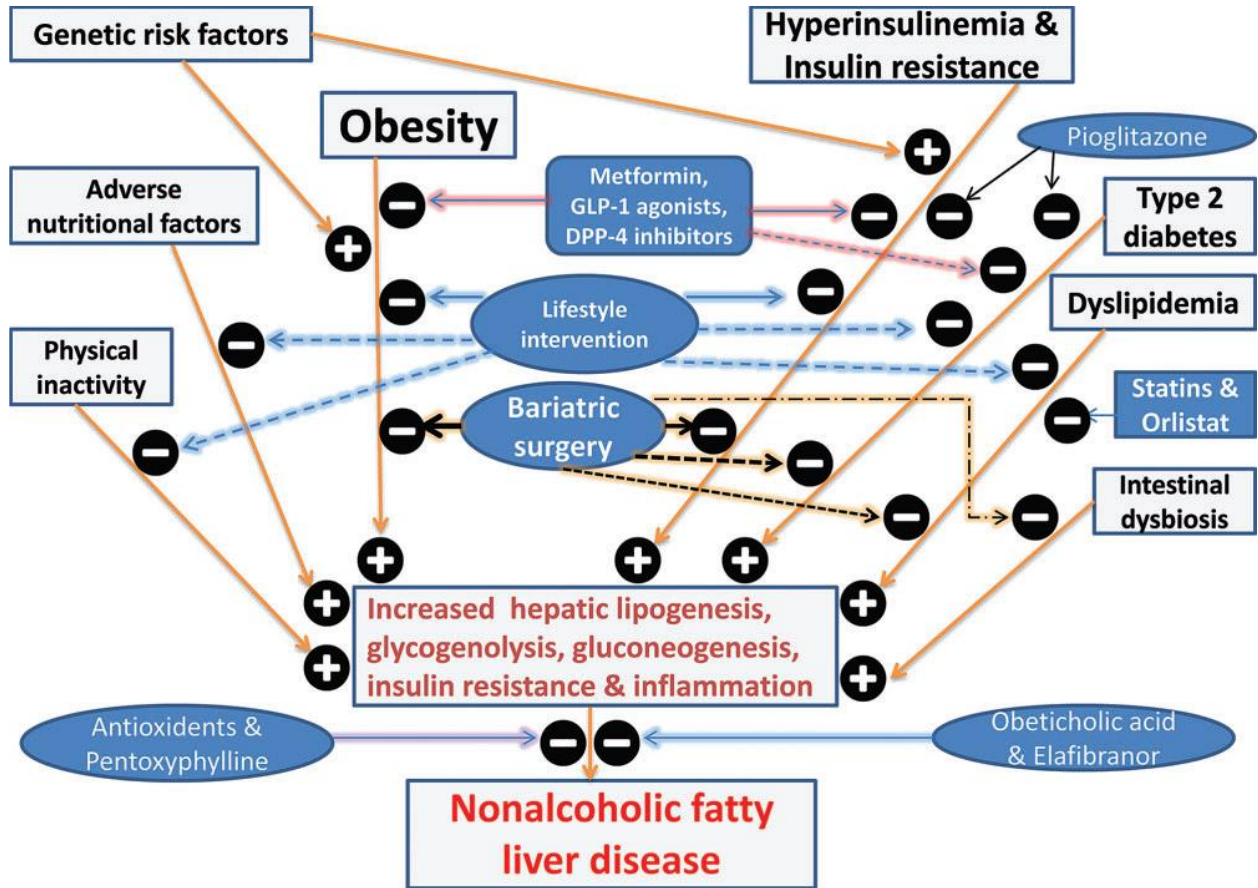 Genetic risk factors
Hyperinsulinemia &
Insulin resistance
Obesity
Pioglitazone
Adverse
nutritional factors
Metformin,
GLP-1 agonists,
DPP-4 inhibitors
Type 2
diabetes
Lifestyle
intervention
Dyslipidemia
Physical
inactivity
Bariatric
surgery
Statins &
Orlistat
Intestinal
dysbiosis
Increased hepatic lipogenesis,
glycogenolysis, gluconeogenesis,
insulin resistance & inflammation
Antioxidents &
Pentoxyphylline
Obeticholic acid
& Elafibranor
Nonalcoholic fatty
liver disease